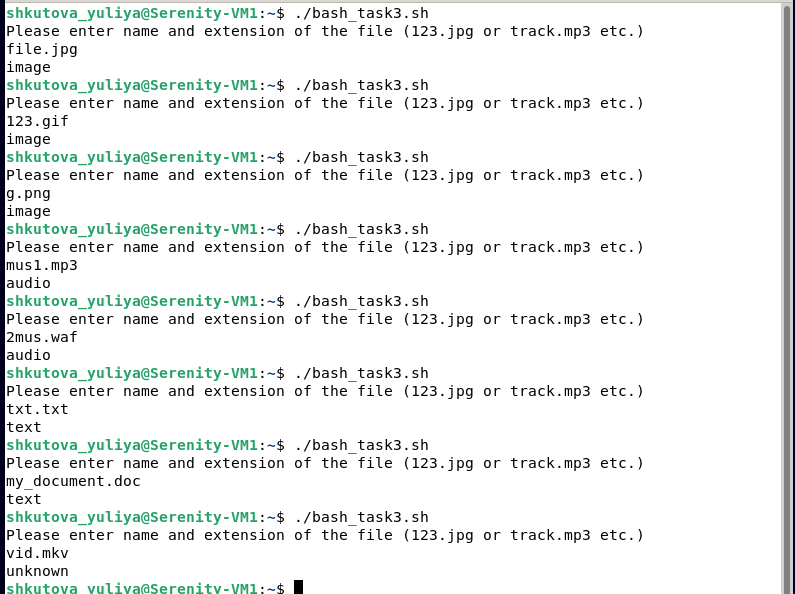 shkutova_yuliya@Serenity-VM1:~$ ./bash_task3.sh
Please enter name and extension of the file (123.jpg or track.mp3 etc.)
file.jpg
image
shkutova_yuliya@Serenity-VM1:~$ ./bash_task3.sh
Please enter name and extension of the file (123.jpg or track.mp3 etc.)
123.gif
image
shkutova_yuliya@Serenity-VM1:~$ ./bash_task3.sh
Please enter name and extension of the file (123.jpg or track.mp3 etc.)
g.png
image
shkutova_yuliya@Serenity-VM1:~$ ./bash_task3.sh
Please enter name and extension of the file (123.jpg or track.mp3 etc.)
mus1.mp3
audio
shkutova_yuliya@Serenity-VM1:~$ ./bash_task3.sh
Please enter name and extension of the file (123.jpg or track.mp3 etc.)
2mus.waf
audio
shkutova_yuliya@Serenity-VM1:~$ ./bash_task3.sh
Please enter name and extension of the file (123.jpg or track.mp3 etc.)
txt.txt
text
shkutova_yuliya@Serenity-VM1:~$ ./bash_task3.sh
Please enter name and extension of the file (123.jpg or track.mp3 etc.)
my_document.doc
text
shkutova_yuliya@Serenity-VM1:~$ ./bash_task3.sh
Please enter name and extension of the file (123.jpg or track.mp3 etc.)
vid.mkv
unknown
shkutova_yuliya@Serenity-VM1:~$